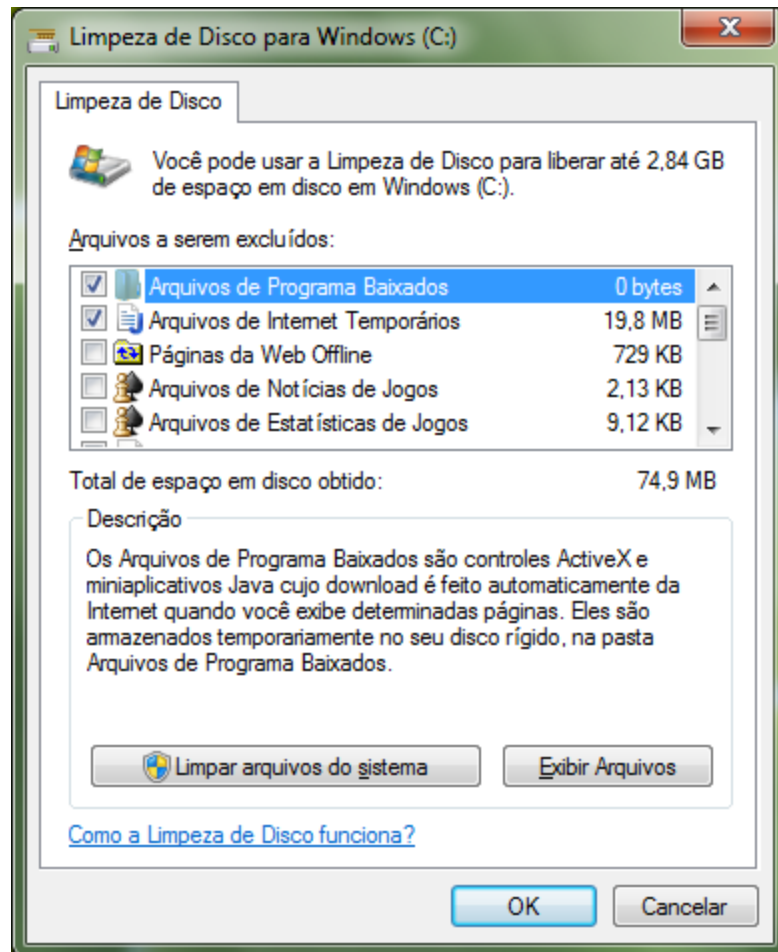 Limpeza de Disco para Windows (C:)
Limpeza de Disco
Você pode usar a Limpeza de Disco para liberar até 2,84 GB
de espaço em disco em Windows (C:).
Arquivos a serem excluídos:
Arquivos de Programa Baixados 0 bytes
Arquivos de Internet Temporários 19,8 MB
Páginas da Web Offline 729 KB
Arquivos de Notícias de Jogos 2,13 KB
Arquivos de Estatísticas de Jogos 9,12 KB
Total de espaço em disco obtido: 74,9 MB
Descrição
Os Arquivos de Programa Baixados são controles ActiveX e
miniaplicativos Java cujo download é feito automaticamente da
Internet quando você exibe determinadas páginas. Eles são
armazenados temporariamente no seu disco rígido, na pasta
Arquivos de Programa Baixados.
Limpar arquivos do sistema Exibir Arquivos
Como a Limpeza de Disco funciona?
OK Cancelar